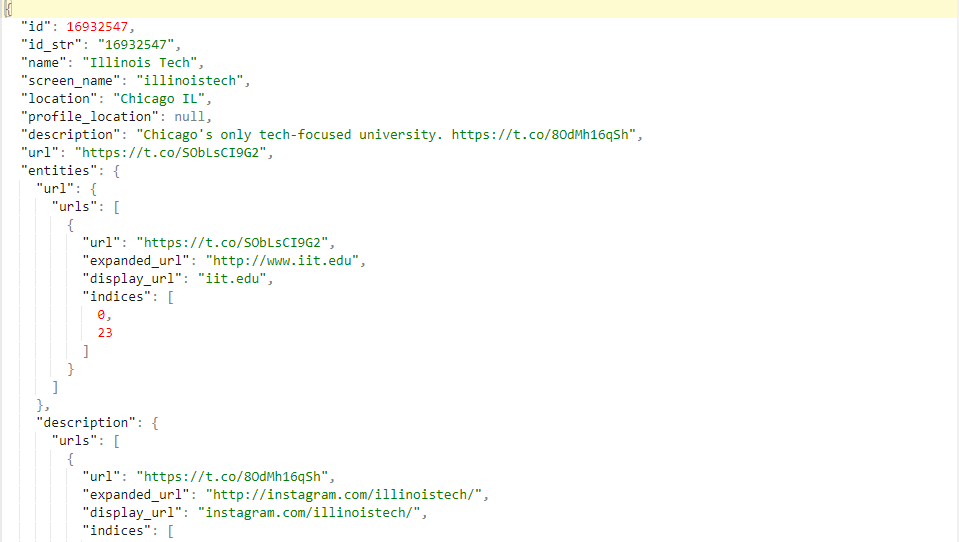 {
"id": 16932547,
"id_str": "16932547",
"name": "Illinois Tech",
"screen_name": "illinoistech",
"location": "Chicago IL",
"profile_location": null,
"description": "Chicago's only tech-focused university. https://t.co/8OdMh16qSh",
"url": "https://t.co/SObLsCI9G2",
"entities": {
"url": {
"urls": [
{
"url": "https://t.co/SObLsCI9G2",
"expanded_url": "http://www.iit.edu",
"display_url": "iit.edu",
"indices": [
0,
23
]
}
]
},
"description": {
"urls": [
{
"url": "https://t.co/8OdMh16qSh",
"expanded_url": "http://instagram.com/illinoistech/",
"display_url": "instagram.com/illinoistech/",
"indices": [